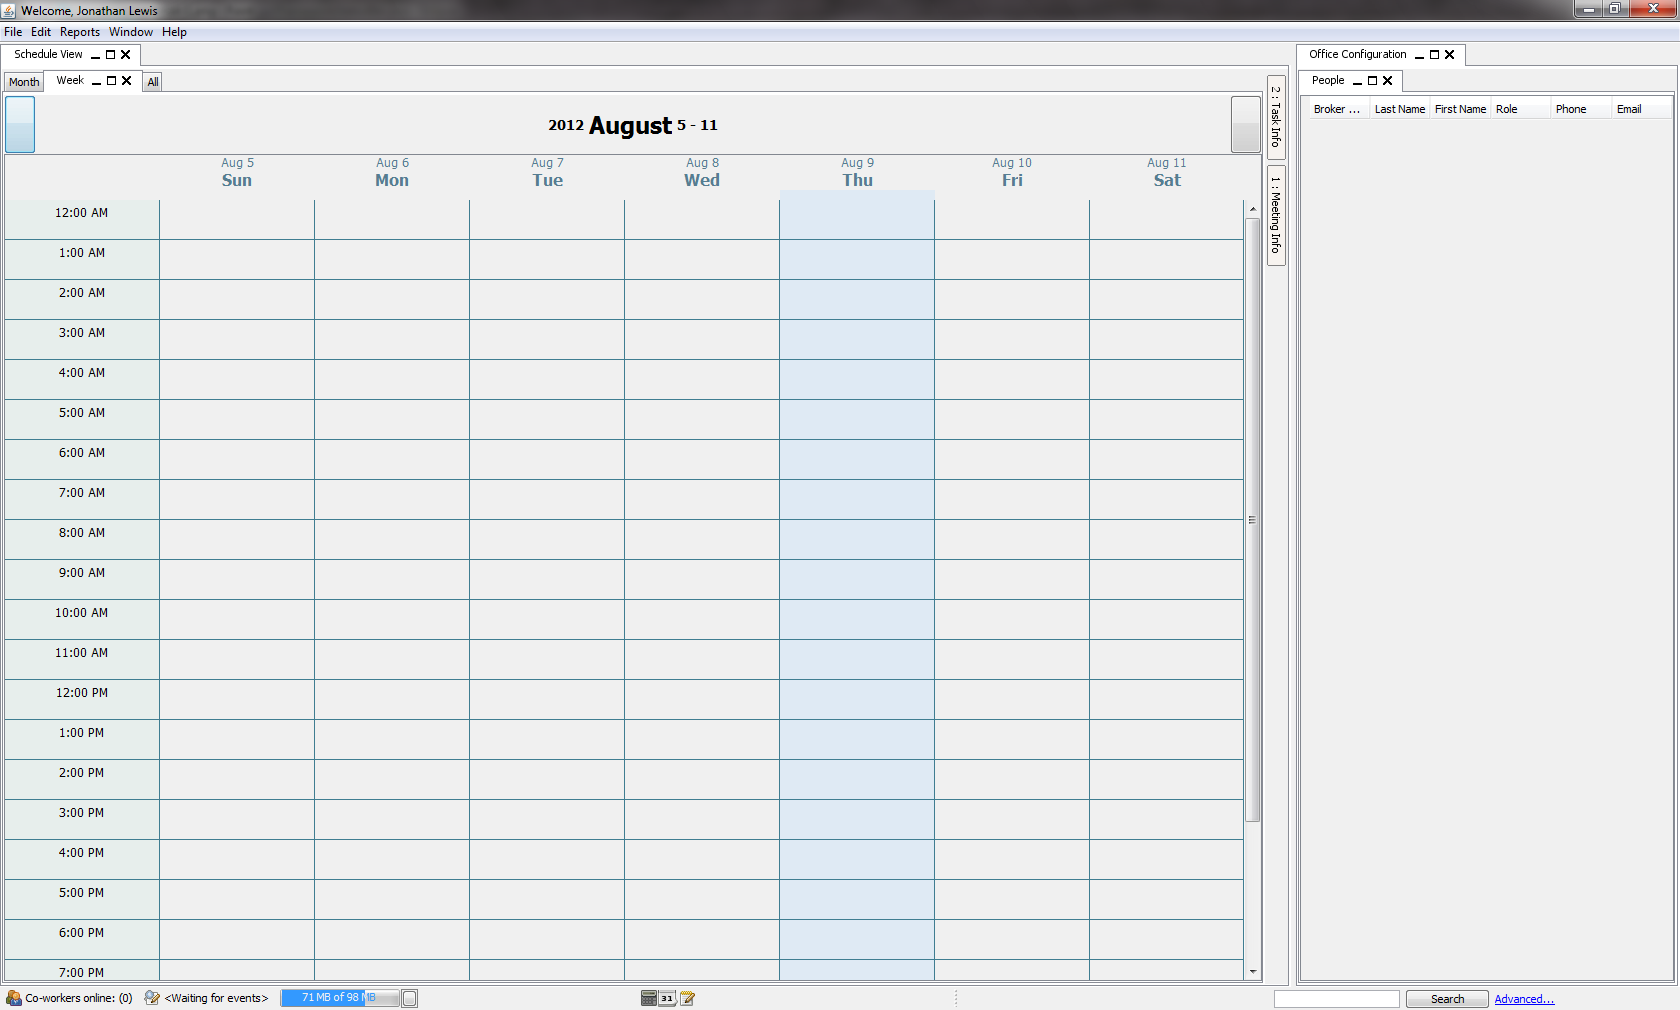 Welcome, Jonathan Lewis
File Edit Reports Window Help
Schedule View
Month Week All
2012 August 5 - 11
Aug 5 Aug 6 Aug 7 Aug 8 Aug 9 Aug 10 Aug 11
Sun Mon Tue Wed Thu Fri Sat
12:00 AM
1:00 AM
2:00 AM
3:00 AM
4:00 AM
5:00 AM
6:00 AM
7:00 AM
8:00 AM
9:00 AM
10:00 AM
11:00 AM
12:00 PM
1:00 PM
2:00 PM
3:00 PM
4:00 PM
5:00 PM
6:00 PM
7:00 PM
2 : Task Info
1 : Meeting Info
Office Configuration
People
Broker ... Last Name First Name Role Phone Email
Co-workers online: (0) <Waiting for events> 71 MB of 98 MB 31 Search Advanced...